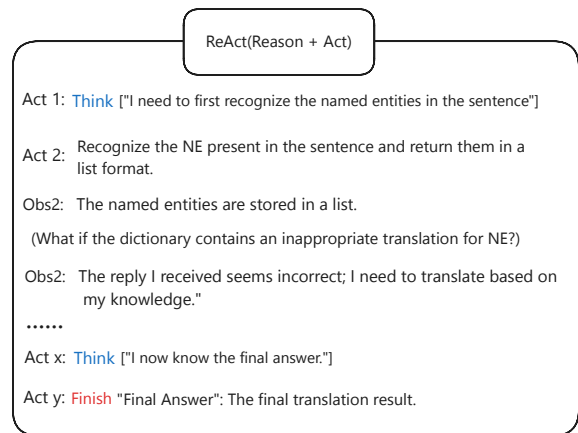 ReAct(Reason + Act)
Act 1: Think ["I need to first recognize the named entities in the sentence"]
Act 2: Recognize the NE present in the sentence and return them in a
list format.
Obs2: The named entities are stored in a list.
(What if the dictionary contains an inappropriate translation for NE?)
Obs2: The reply I received seems incorrect; I need to translate based on
my knowledge."
......
Act x: Think ["I now know the final answer."]
Act y: Finish "Final Answer": The final translation result.